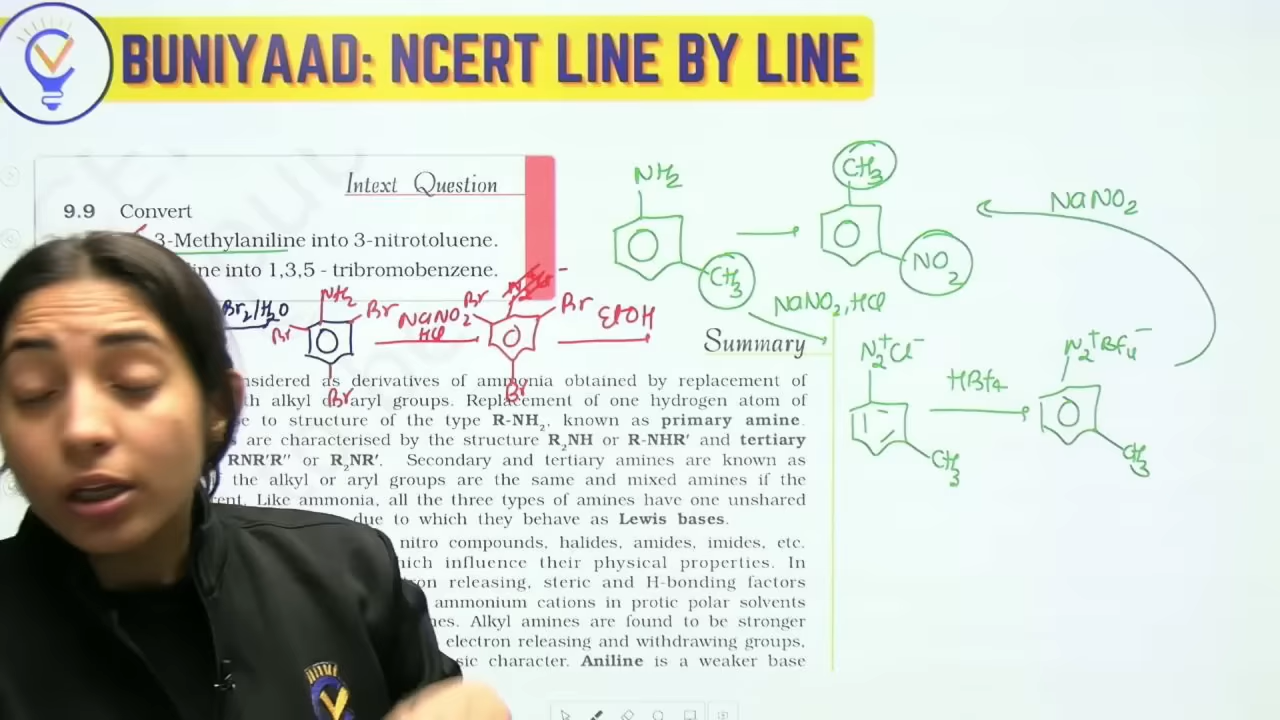 BUNIYAAD: NCERT LINE BY LINE
Intext Question
9.9 Convert
3-Methylaniline into 3-nitrotoluene.
line into 1,3,5 - tribromobenzene.
Br2/H2O
NH2
Br
Br
Br
NaNO2
HCl
Br
Br
Br
EtOH
NH2
CH3
CH3
NO2
NaNO2
NaNO2, HCl
N2+Cl-
CH3
HBf4
N2+Bf4-
CH3
Summary
nsidered as derivatives of ammonia obtained by replacement of
th alkyl or aryl groups. Replacement of one hydrogen atom of
e to structure of the type R-NH2, known as primary amine.
are characterised by the structure R2NH or R-NHR′ and tertiary
RNR′R″ or R2NR′. Secondary and tertiary amines are known as
f the alkyl or aryl groups are the same and mixed amines if the
rent. Like ammonia, all the three types of amines have one unshared
due to which they behave as Lewis bases.
nitro compounds, halides, amides, imides, etc.
hich influence their physical properties. In
ron releasing, steric and H-bonding factors
ammonium cations in protic polar solvents
nes. Alkyl amines are found to be stronger
electron releasing and withdrawing groups,
sic character. Aniline is a weaker base